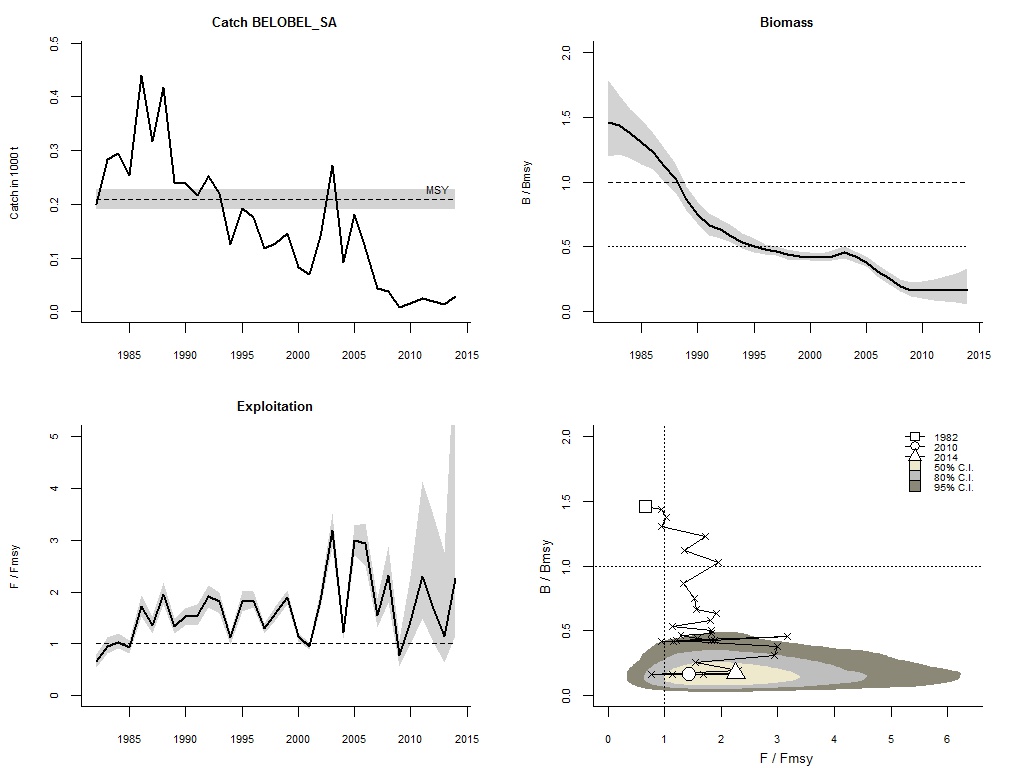 Catch BELOBEL_SA
Catch in 1000 t
0.0 0.1 0.2 0.3 0.4 0.5
MSY
1985 1990 1995 2000 2005 2010 2015
Biomass
B / Bmsy
0.0 0.5 1.0 1.5 2.0
1985 1990 1995 2000 2005 2010 2015
Exploitation
F / Fmsy
0 1 2 3 4 5
1985 1990 1995 2000 2005 2010 2015
B / Bmsy
0.0 0.5 1.0 1.5 2.0
1982
2010
2014
50% C.I.
80% C.I.
95% C.I.
0 1 2 3 4 5 6
F / Fmsy